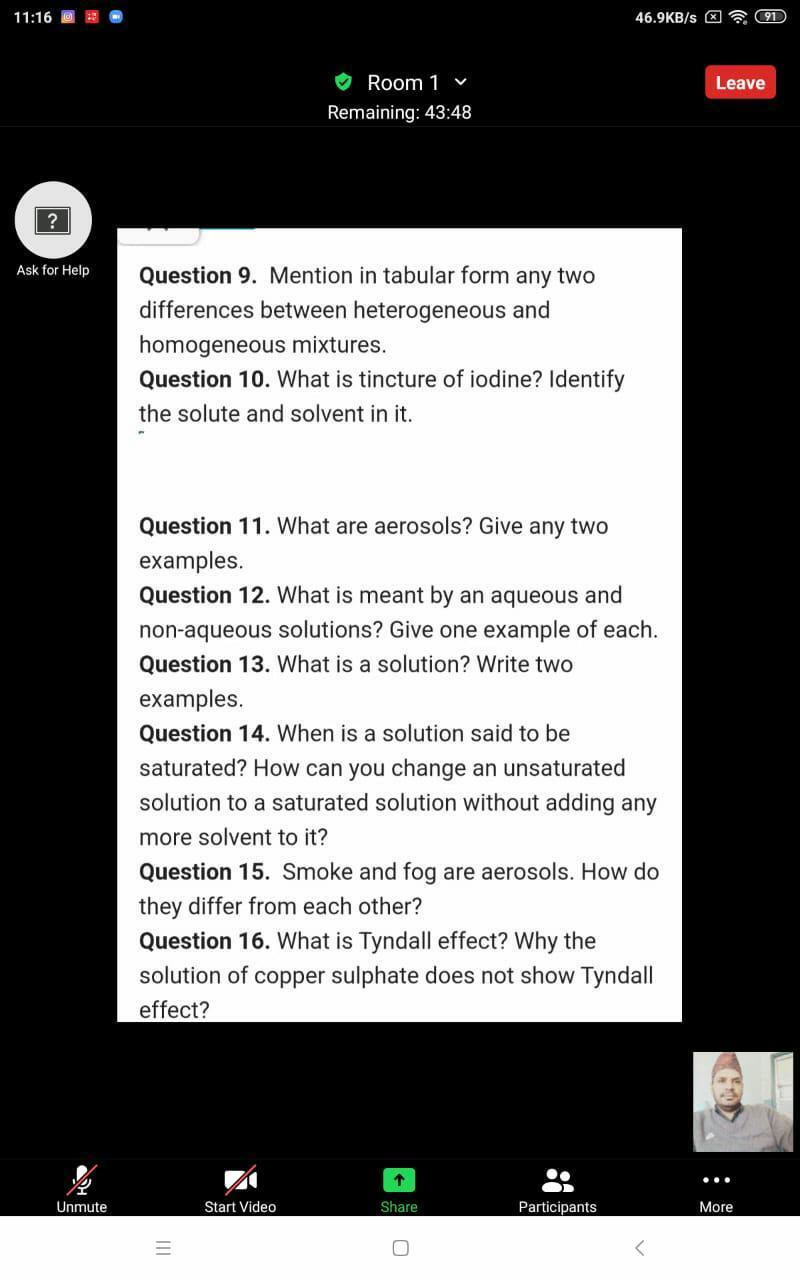 11:16
46.9KB/s
91
Room 1
Leave
Remaining: 43:48
?
Ask for Help
Question 9. Mention in tabular form any two
differences between heterogeneous and
homogeneous mixtures.
Question 10. What is tincture of iodine? Identify
the solute and solvent in it.
Question 11. What are aerosols? Give any two
examples.
Question 12. What is meant by an aqueous and
non-aqueous solutions? Give one example of each.
Question 13. What is a solution? Write two
examples.
Question 14. When is a solution said to be
saturated? How can you change an unsaturated
solution to a saturated solution without adding any
more solvent to it?
Question 15. Smoke and fog are aerosols. How do
they differ from each other?
Question 16. What is Tyndall effect? Why the
solution of copper sulphate does not show Tyndall
effect?
Unmute
Start Video
Share
Participants
More